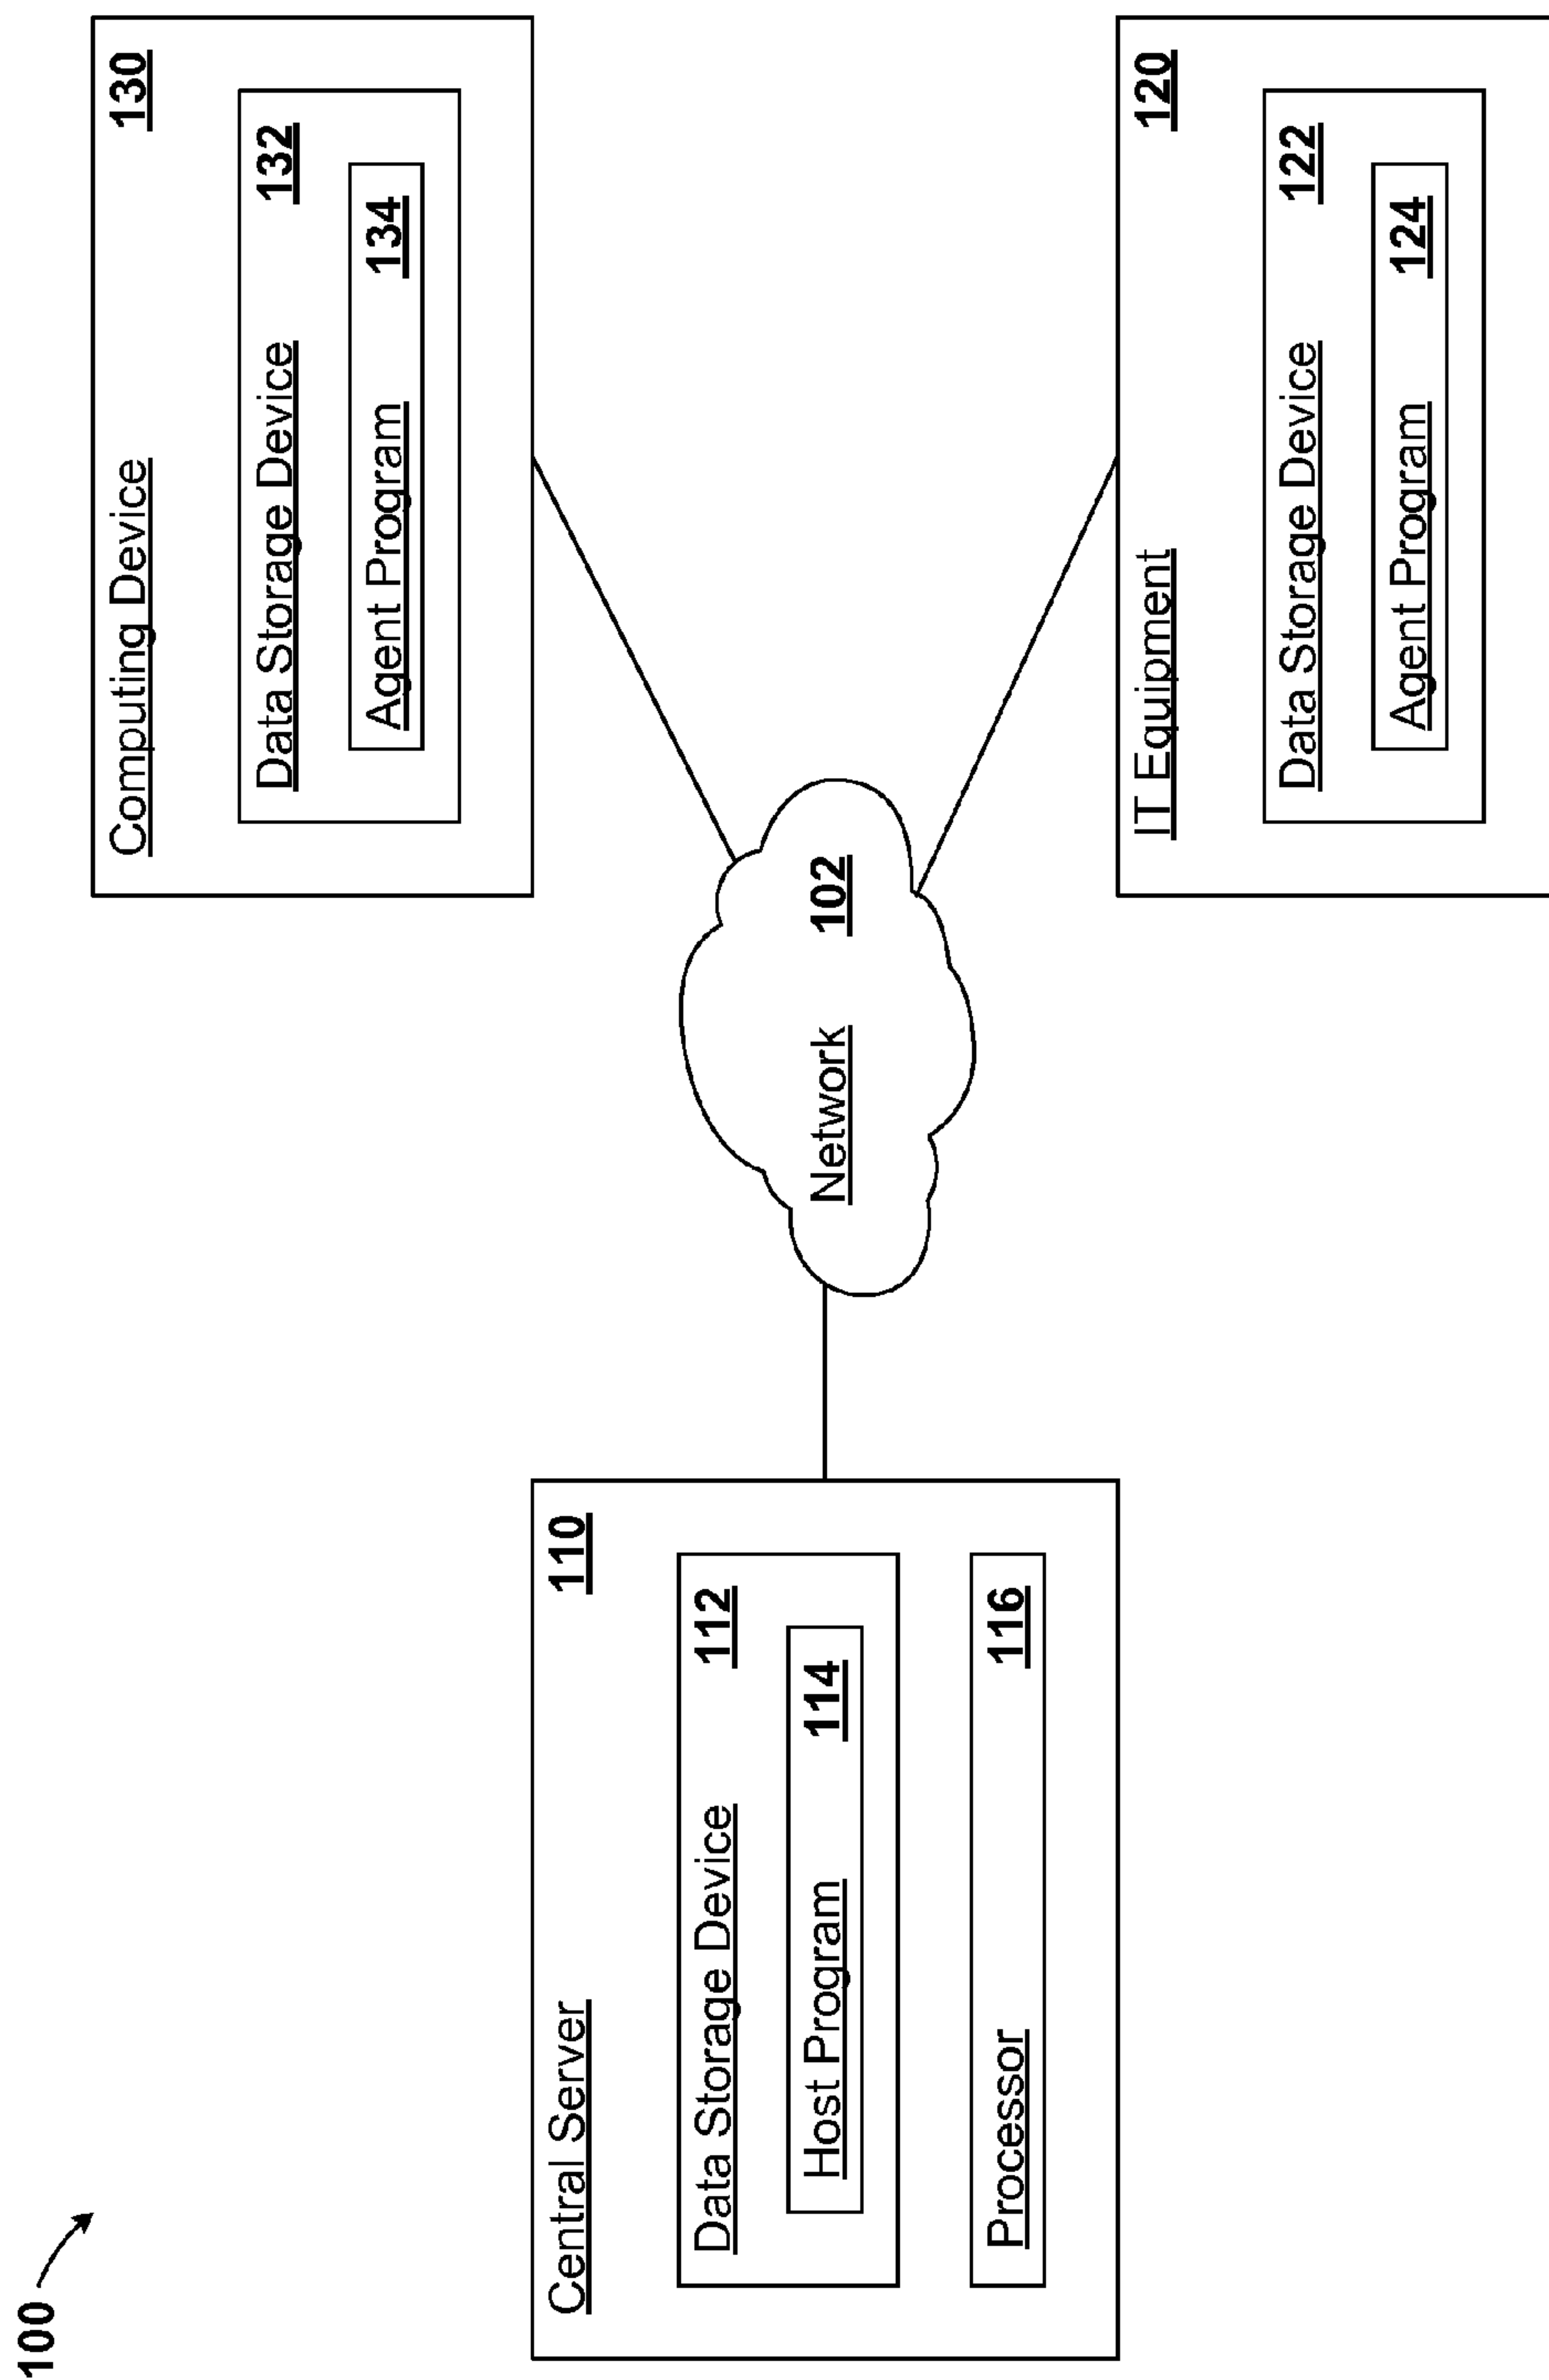 100
Central Server 110
Data Storage Device 112
Host Program 114
Processor 116
Network 102
Computing Device 130
Data Storage Device 132
Agent Program 134
IT Equipment 120
Data Storage Device 122
Agent Program 124